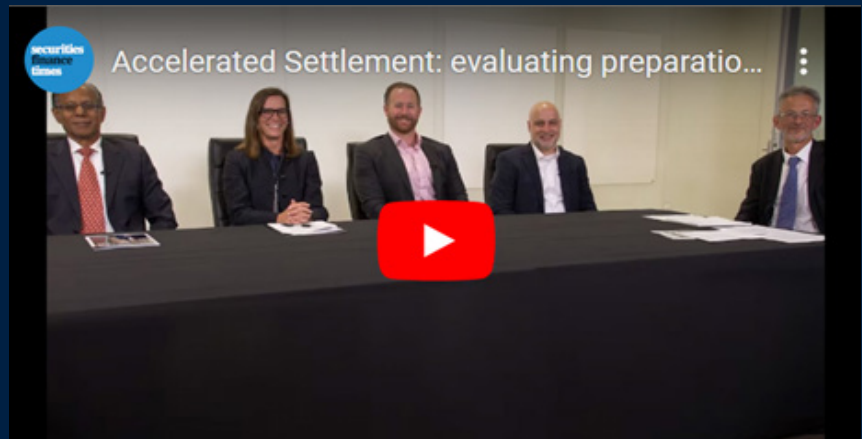 securities
finance
times
Accelerated Settlement: evaluating preparatio...